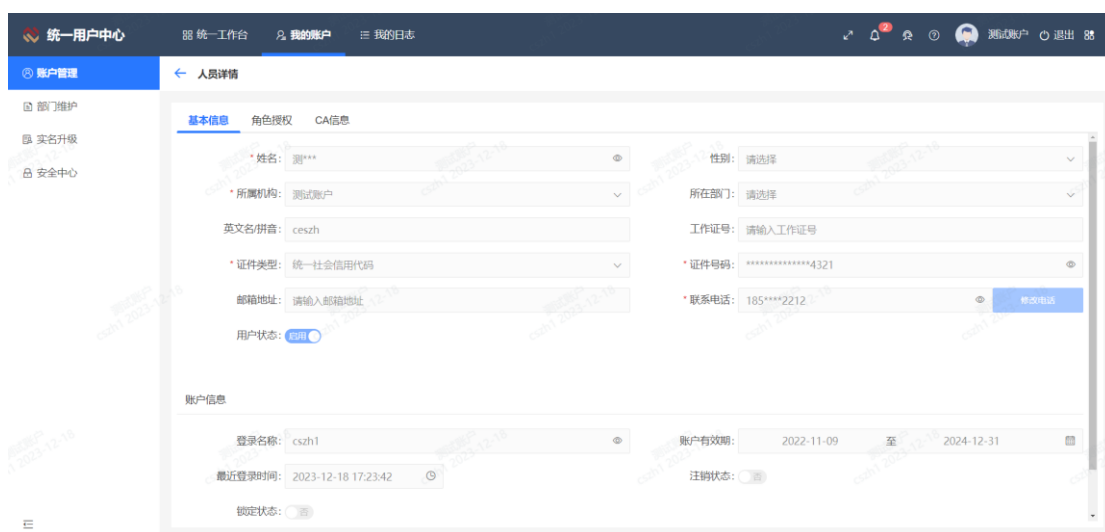 统一用户中心 统一工作台 我的账户 我的日志 2 测试账户 退出
账户管理 人员详情
部门维护
实名升级
安全中心
基本信息 角色授权 CA信息
* 姓名: 测*** 性别: 请选择
* 所属机构: 测试账户 所在部门: 请选择
英文名/拼音: ceszh 工作证号: 请输入工作证号
* 证件类型: 统一社会信用代码 * 证件号码: **************4321
邮箱地址: 请输入邮箱地址 * 联系电话: 185****2212 修改电话
用户状态: 启用
账户信息
登录名称: cszh1 账户有效期: 2022-11-09 至 2024-12-31
最近登录时间: 2023-12-18 17:23:42 注销状态: 否
锁定状态: 否
测试账户
cszh1 2023-12-18